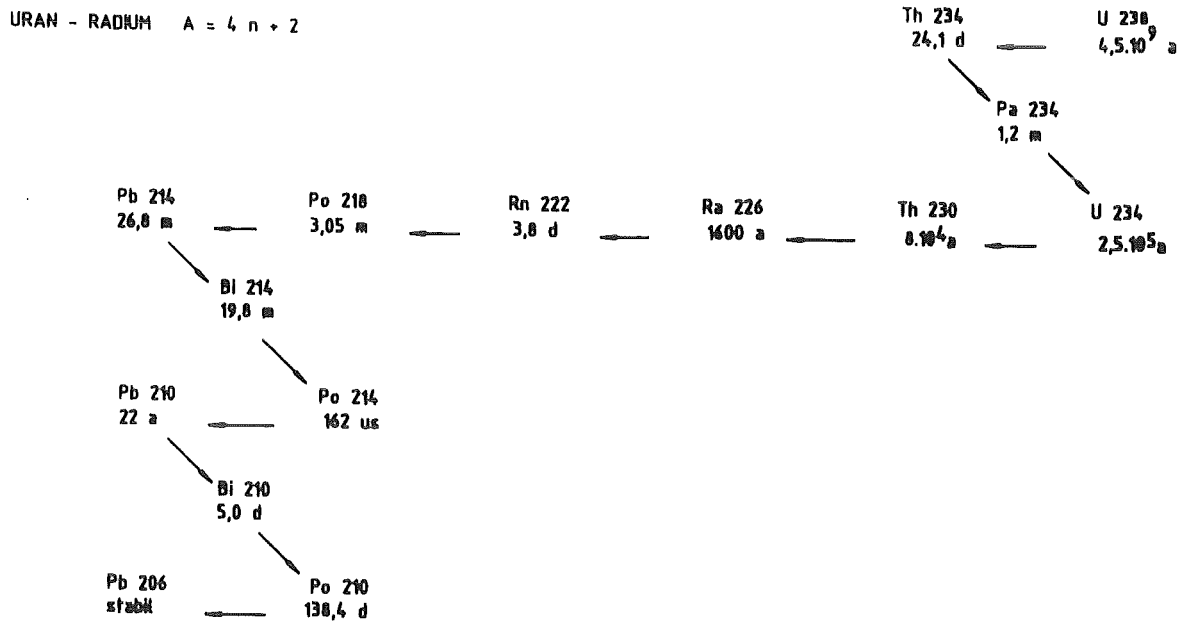 URAN - RADIUM A = 4 n + 2
Th 234
24,1 d
U 238
4,5.10⁹ a
Pa 234
1,2 m
Pb 214
26,8 m
Po 218
3,05 m
Rn 222
3,8 d
Ra 226
1600 a
Th 230
8.10⁴a
U 234
2,5.10⁵a
Bi 214
19,8 m
Pb 210
22 a
Po 214
162 us
Bi 210
5,0 d
Pb 206
stabil
Po 210
138,4 d